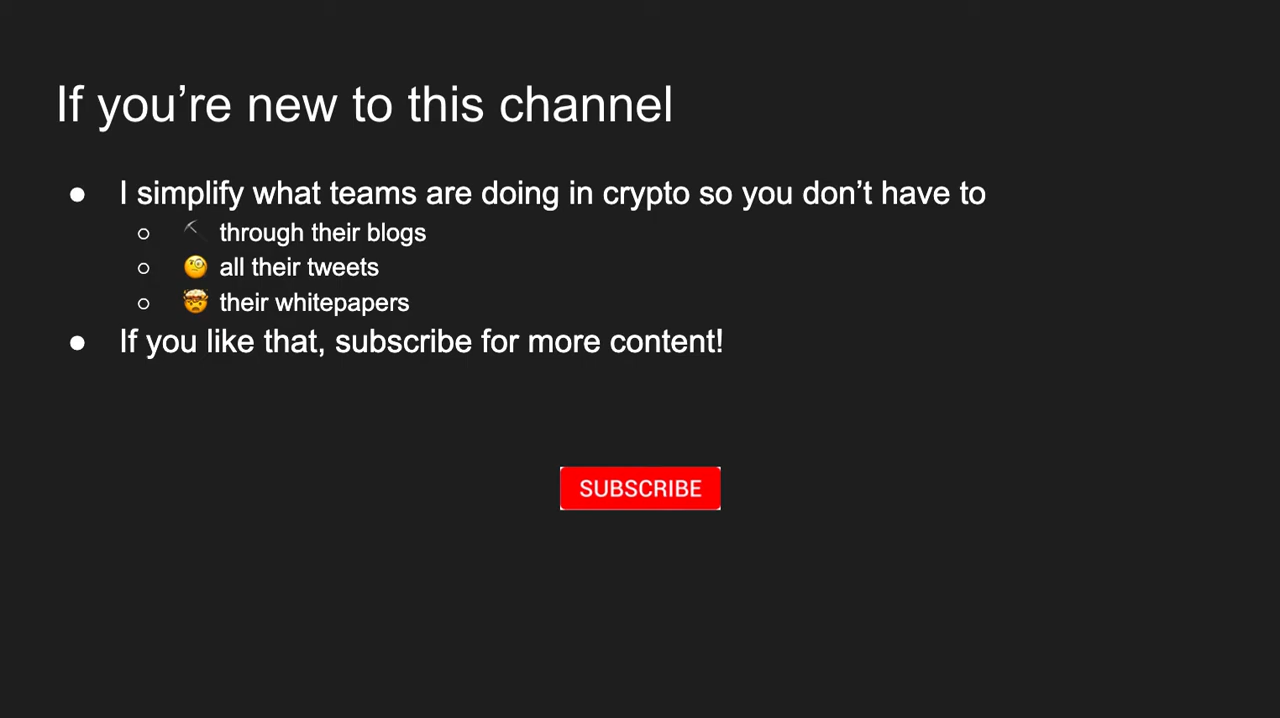 If you’re new to this channel
● I simplify what teams are doing in crypto so you don’t have to
○ ⛏ through their blogs
○ 🧐 all their tweets
○ 🤯 their whitepapers
● If you like that, subscribe for more content!
SUBSCRIBE